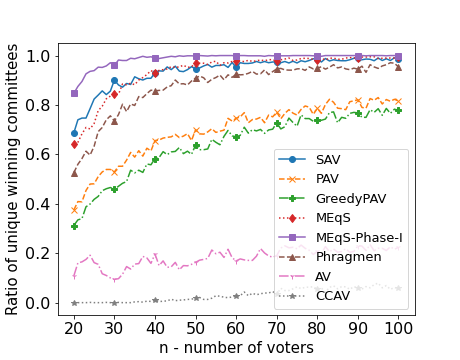 Ratio of unique winning committees
1.0
0.8
0.6
0.4
0.2
0.0
20 30 40 50 60 70 80 90 100
n - number of voters
SAV
PAV
GreedyPAV
MEqS
MEqS-Phase-I
Phragmen
AV
CCAV